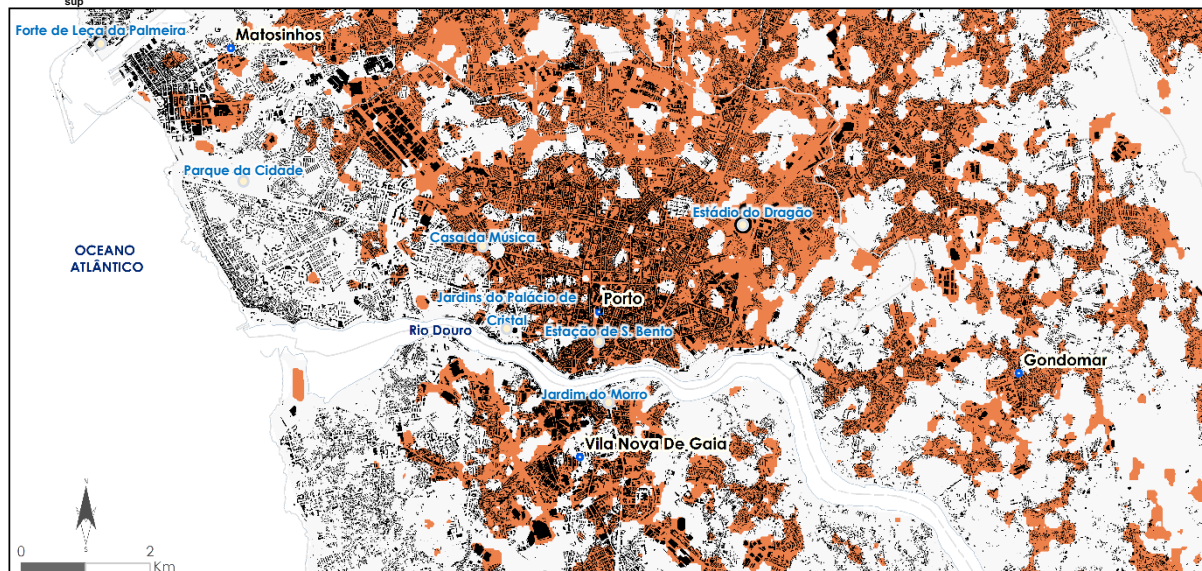 sup
Forte de Leça da Palmeira
Matosinhos
Parque da Cidade
Estádio do Dragão
Casa da Música
OCEANO
ATLÂNTICO
Jardins do Palácio de
Cristal
Porto
Rio Douro
Estação de S. Bento
Gondomar
Jardim do Morro
Vila Nova De Gaia
N
S
0 2
Km